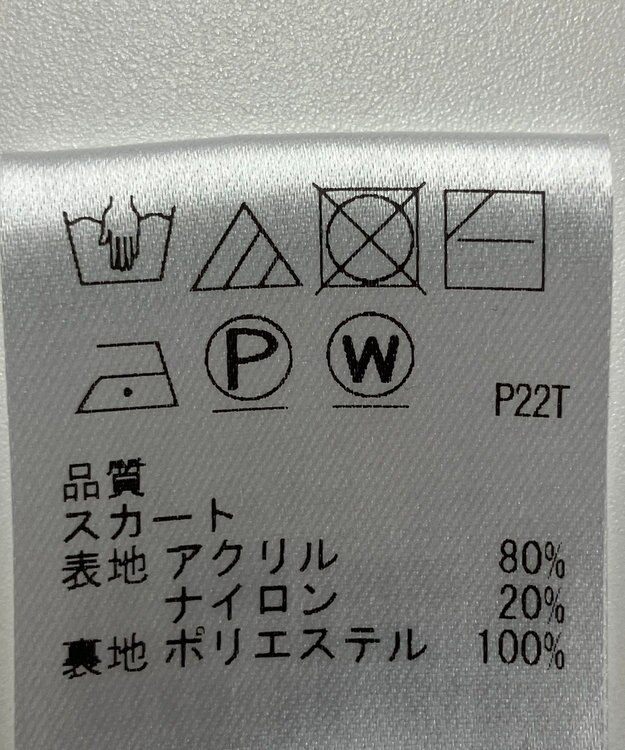 P W
P22T
品質
スカート
表地 アクリル 80%
ナイロン 20%
裏地 ポリエステル 100%